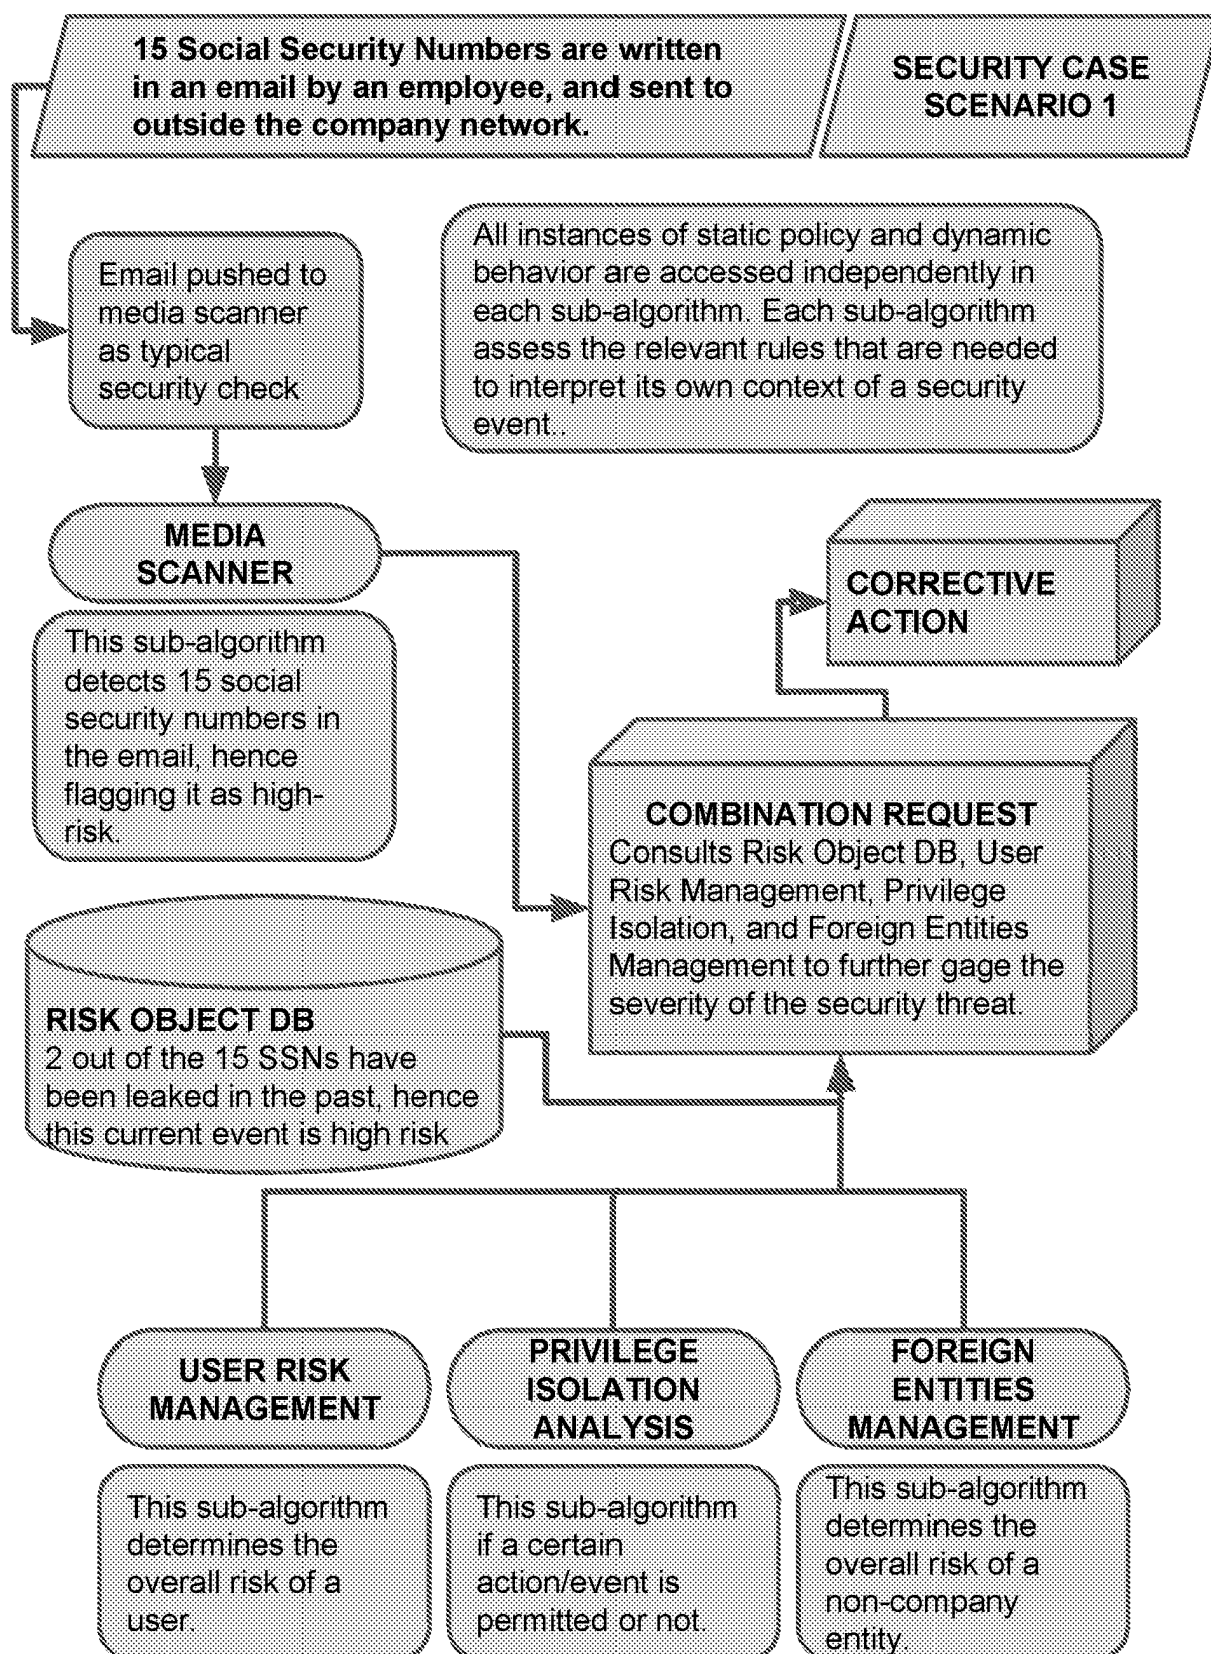 15 Social Security Numbers are written
in an email by an employee, and sent to
outside the company network.
SECURITY CASE
SCENARIO 1
Email pushed to
media scanner
as typical
security check
All instances of static policy and dynamic
behavior are accessed independently in
each sub-algorithm. Each sub-algorithm
assess the relevant rules that are needed
to interpret its own context of a security
event..
MEDIA
SCANNER
This sub-algorithm
detects 15 social
security numbers in
the email, hence
flagging it as high-
risk.
CORRECTIVE
ACTION
COMBINATION REQUEST
Consults Risk Object DB, User
Risk Management, Privilege
Isolation, and Foreign Entities
Management to further gage the
severity of the security threat.
RISK OBJECT DB
2 out of the 15 SSNs have
been leaked in the past, hence
this current event is high risk
USER RISK
MANAGEMENT
This sub-algorithm
determines the
overall risk of a
user.
PRIVILEGE
ISOLATION
ANALYSIS
This sub-algorithm
if a certain
action/event is
permitted or not.
FOREIGN
ENTITIES
MANAGEMENT
This sub-algorithm
determines the
overall risk of a
non-company
entity.